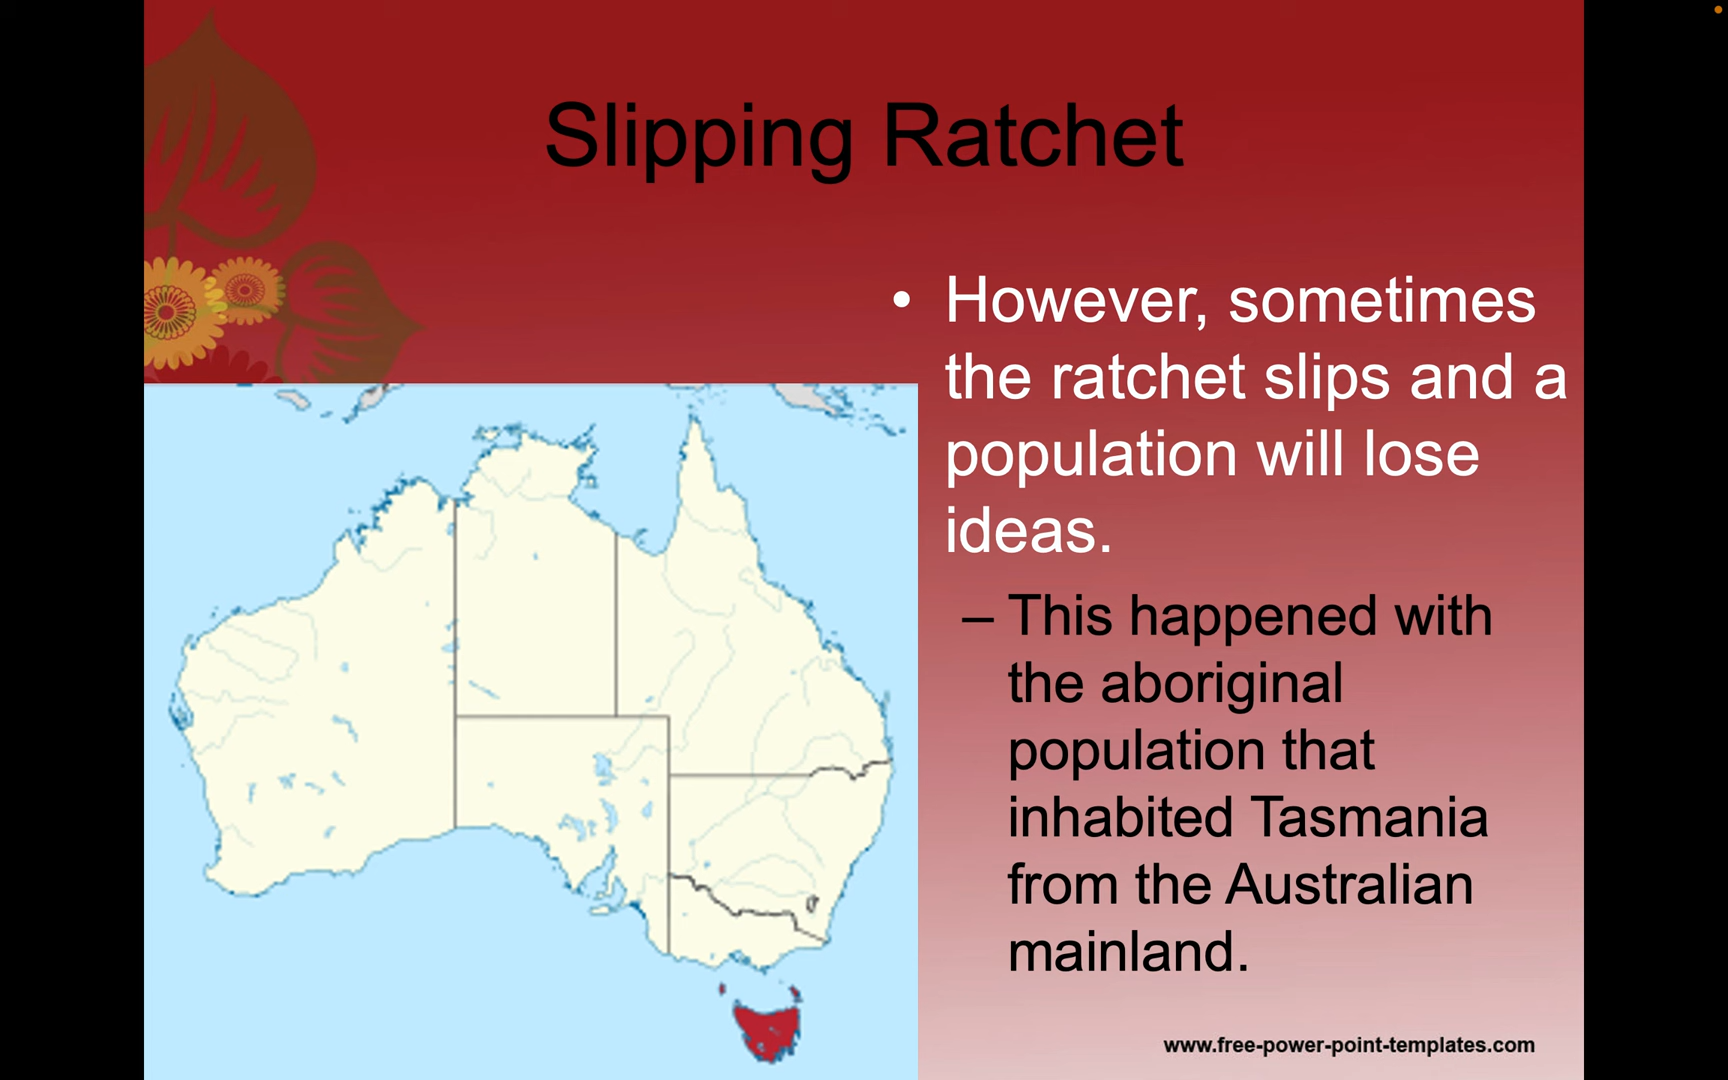 Slipping Ratchet
• However, sometimes
the ratchet slips and a
population will lose
ideas.
– This happened with
the aboriginal
population that
inhabited Tasmania
from the Australian
mainland.
www.free-power-point-templates.com